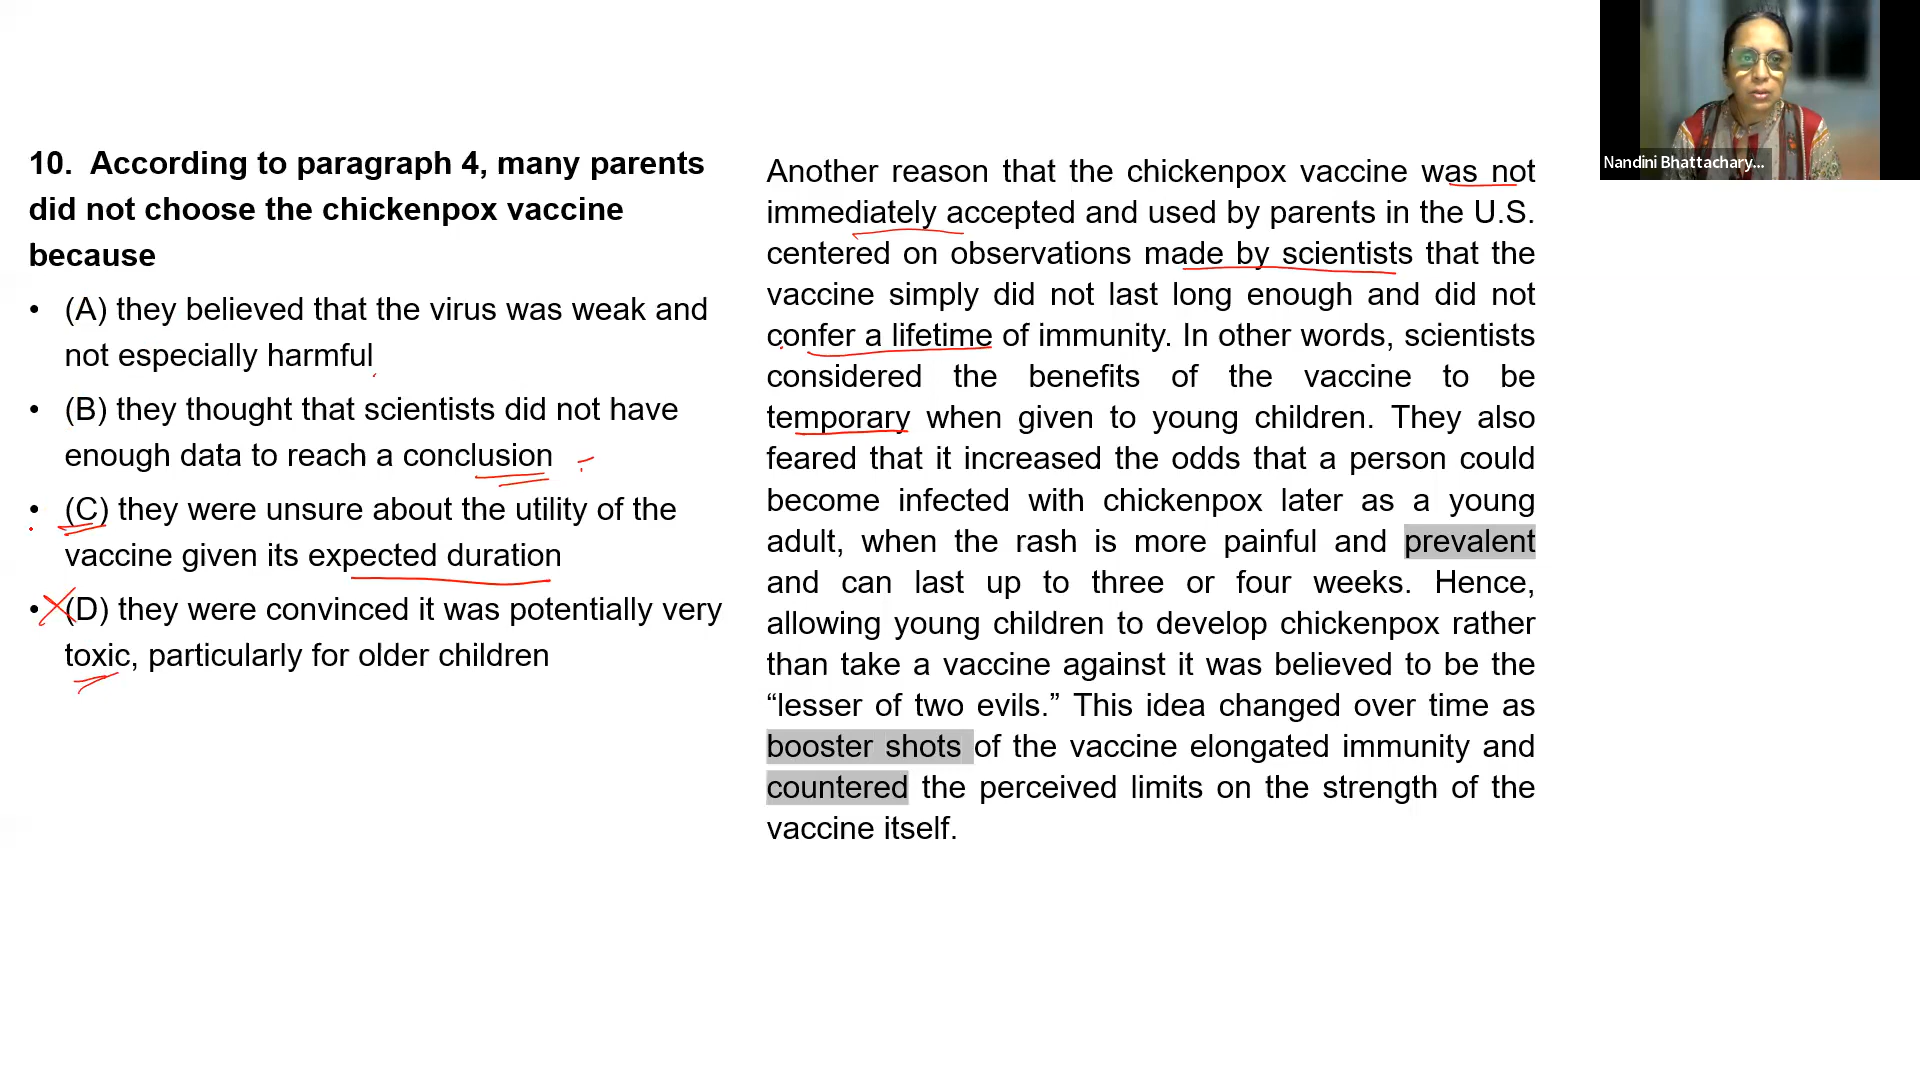 10. According to paragraph 4, many parents
did not choose the chickenpox vaccine
because
• (A) they believed that the virus was weak and
not especially harmful
• (B) they thought that scientists did not have
enough data to reach a conclusion
• (C) they were unsure about the utility of the
vaccine given its expected duration
• (D) they were convinced it was potentially very
toxic, particularly for older children
Another reason that the chickenpox vaccine was not
immediately accepted and used by parents in the U.S.
centered on observations made by scientists that the
vaccine simply did not last long enough and did not
confer a lifetime of immunity. In other words, scientists
considered the benefits of the vaccine to be
temporary when given to young children. They also
feared that it increased the odds that a person could
become infected with chickenpox later as a young
adult, when the rash is more painful and prevalent
and can last up to three or four weeks. Hence,
allowing young children to develop chickenpox rather
than take a vaccine against it was believed to be the
“lesser of two evils.” This idea changed over time as
booster shots of the vaccine elongated immunity and
countered the perceived limits on the strength of the
vaccine itself.
Nandini Bhattachary...